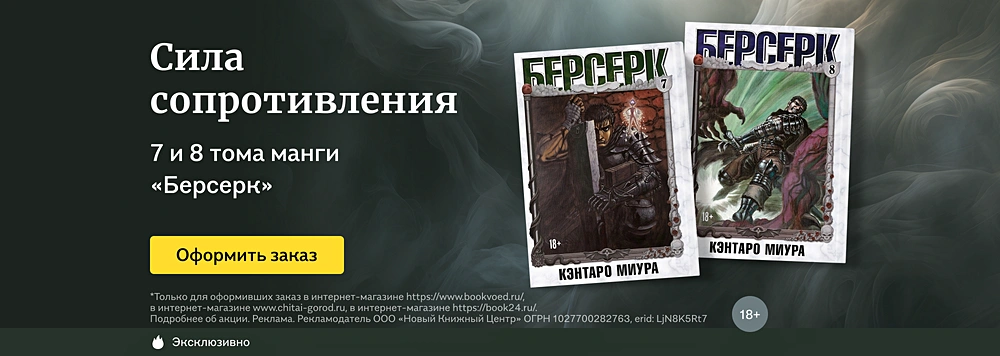 Сила
сопротивления
7 и 8 тома манги
«Берсерк»
Оформить заказ
*Только для оформивших заказ в интернет-магазине https://www.bookvoed.ru/,
в интернет-магазине www.chitai-gorod.ru, в интернет-магазине https://book24.ru/.
Подробнее об акции. Реклама. Рекламодатель ООО «Новый Книжный Центр» ОГРН 1027700282763, erid: LjN8K5Rt7
БЕРСЕРК
7
18+
КЭНТАРО МИУРА
БЕРСЕРК
8
18+
КЭНТАРО МИУРА
18+
Эксклюзивно